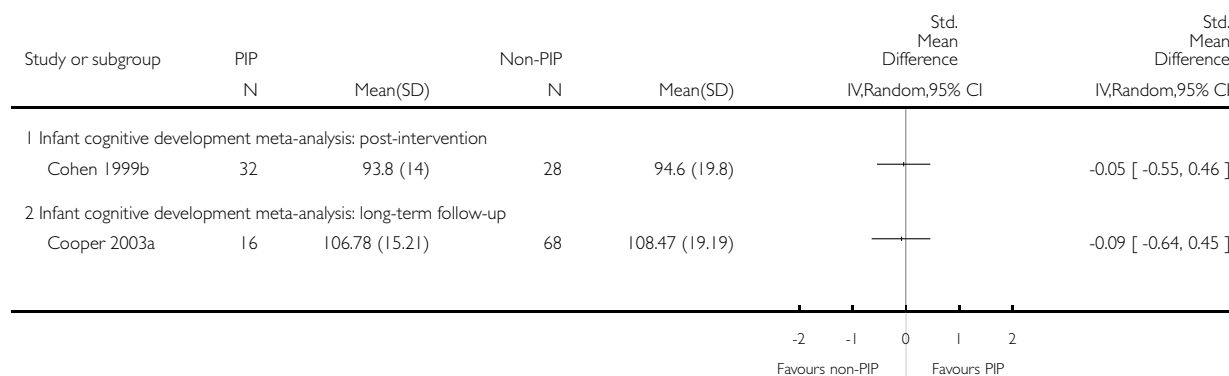 Std.
Mean
Difference
Std.
Mean
Difference
Study or subgroup PIP Non-PIP
N Mean(SD) N Mean(SD) IV,Random,95% CI IV,Random,95% CI
1 Infant cognitive development meta-analysis: post-intervention
Cohen 1999b 32 93.8 (14) 28 94.6 (19.8) -0.05 [ -0.55, 0.46 ]
2 Infant cognitive development meta-analysis: long-term follow-up
Cooper 2003a 16 106.78 (15.21) 68 108.47 (19.19) -0.09 [ -0.64, 0.45 ]
-2 -1 0 1 2
Favours non-PIP Favours PIP